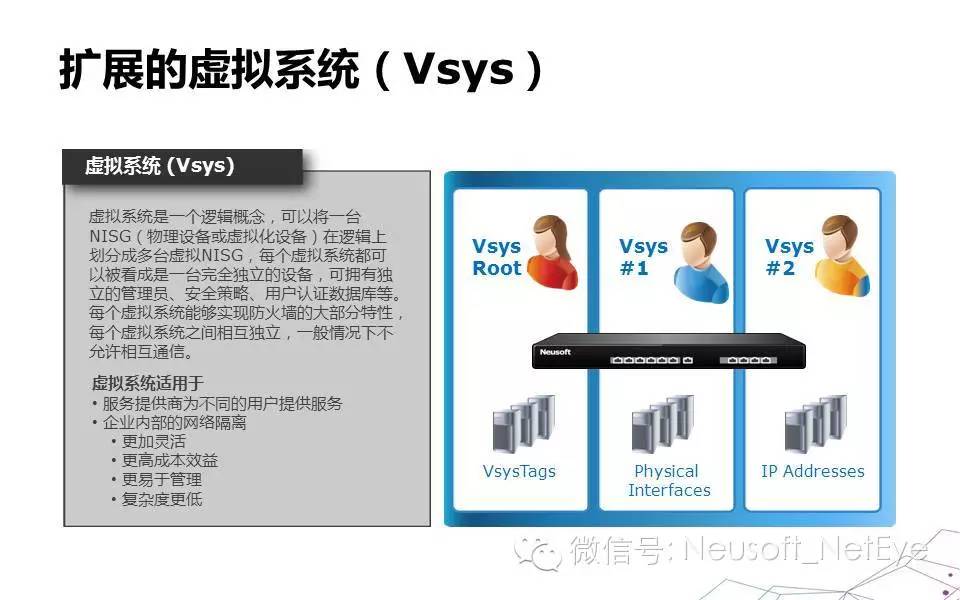 扩展的虚拟系统（Vsys）
虚拟系统 (Vsys)
虚拟系统是一个逻辑概念，可以将一台
NISG（物理设备或虚拟化设备）在逻辑上
划分成多台虚拟NISG，每个虚拟系统都可
以被看成是一台完全独立的设备，可拥有独
立的管理员、安全策略、用户认证数据库等。
每个虚拟系统能够实现防火墙的大部分特性，
每个虚拟系统之间相互独立，一般情况下不
允许相互通信。
虚拟系统适用于
• 服务提供商为不同的用户提供服务
• 企业内部的网络隔离
• 更加灵活
• 更高成本效益
• 更易于管理
• 复杂度更低
Vsys
Root
Vsys
#1
Vsys
#2
Neusoft
VsysTags
Physical
Interfaces
IP Addresses
微信号: Neusoft_NetEye